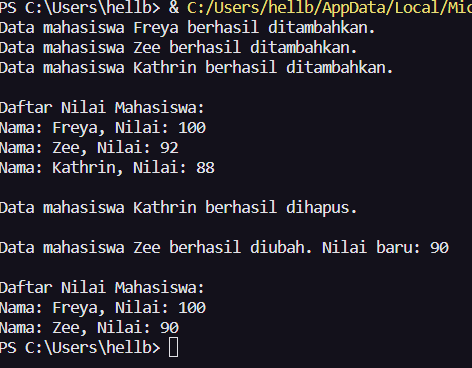 PS C:\Users\hellb> & C:/Users/hellb/AppData/Local/Mic
Data mahasiswa Freya berhasil ditambahkan.
Data mahasiswa Zee berhasil ditambahkan.
Data mahasiswa Kathrin berhasil ditambahkan.
Daftar Nilai Mahasiswa:
Nama: Freya, Nilai: 100
Nama: Zee, Nilai: 92
Nama: Kathrin, Nilai: 88
Data mahasiswa Kathrin berhasil dihapus.
Data mahasiswa Zee berhasil diubah. Nilai baru: 90
Daftar Nilai Mahasiswa:
Nama: Freya, Nilai: 100
Nama: Zee, Nilai: 90
PS C:\Users\hellb>